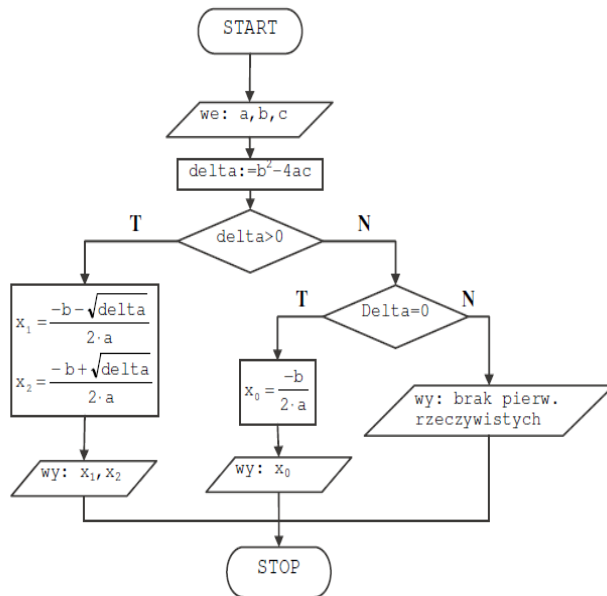 START
we: a,b,c
delta:=b²-4ac
T
delta>0
N
x₁ = (-b-√delta)/(2·a)
x₂ = (-b+√delta)/(2·a)
wy: x₁,x₂
T
Delta=0
N
x₀ = -b/(2·a)
wy: x₀
wy: brak pierw.
rzeczywistych
STOP